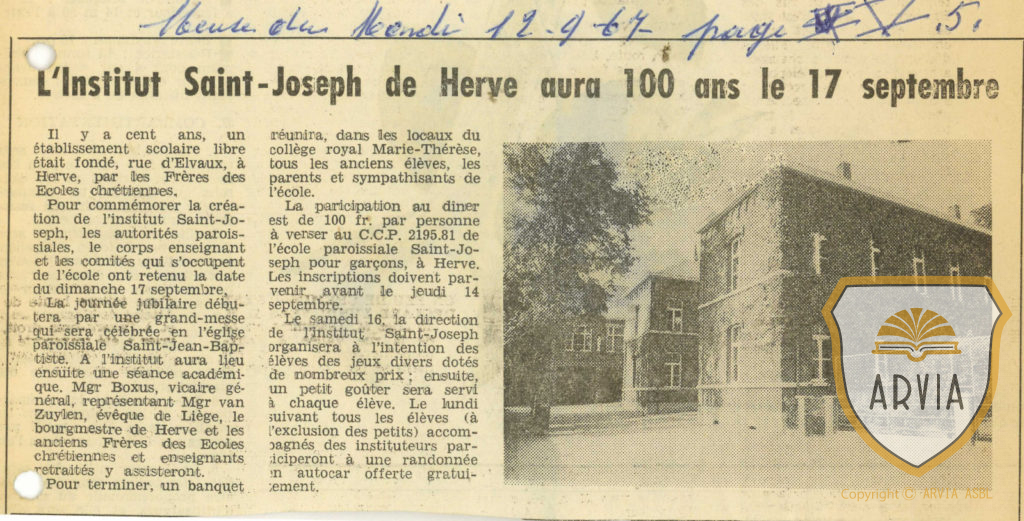 Meuse du Mardi 12-9-67- page V.5.
L'Institut Saint-Joseph de Herve aura 100 ans le 17 septembre
Il y a cent ans, un
établissement scolaire libre
était fondé, rue d'Elvaux, à
Herve, par les Frères des
Ecoles chrétiennes.
Pour commémorer la créa-
tion de l'institut Saint-Jo-
seph, les autorités parois-
siales, le corps enseignant
et les comités qui s'occupent
de l'école ont retenu la date
du dimanche 17 septembre.
La journée jubilaire débu-
tera par une grand-messe
qui sera célébrée en l'église
paroissiale Saint-Jean-Bap-
tiste. A l'institut aura lieu
ensuite une séance académi-
que. Mgr Boxus, vicaire gé-
néral, représentant Mgr van
Zuylen, évêque de Liège, le
bourgmestre de Herve et les
anciens Frères des Ecoles
chrétiennes et enseignants
retraités y assisteront.
Pour terminer, un banquet
réunira, dans les locaux du
collège royal Marie-Thérèse,
tous les anciens élèves, les
parents et sympathisants de
l'école.
La paricipation au dîner
est de 100 fr. par personne
à verser au C.C.P. 2195.81 de
l'école paroissiale Saint-Jo-
seph pour garçons, à Herve.
Les inscriptions doivent par-
venir avant le jeudi 14
septembre.
Le samedi 16, la direction
de l'institut Saint-Joseph
organisera à l'intention des
élèves des jeux divers dotés
de nombreux prix ; ensuite,
un petit goûter sera servi
à chaque élève. Le lundi
suivant tous les élèves (à
l'exclusion des petits) accom-
pagnés des instituteurs par-
ticiperont à une randonnée
en autocar offerte gratui-
tement.
ARVIA
Copyright © ARVIA ASBL